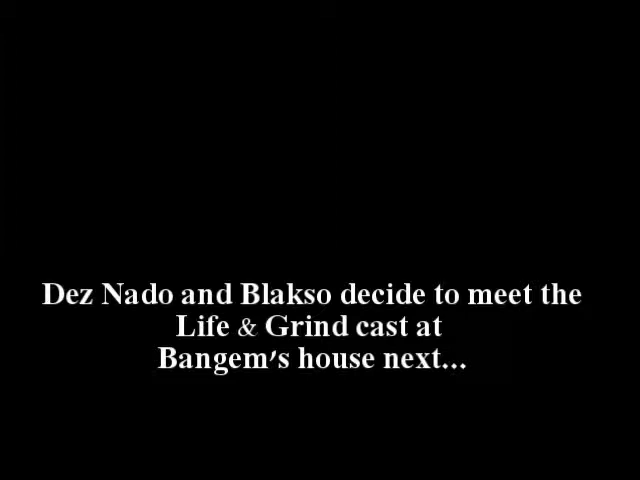 Dez Nado and Blakso decide to meet the
Life & Grind cast at
Bangem's house next...